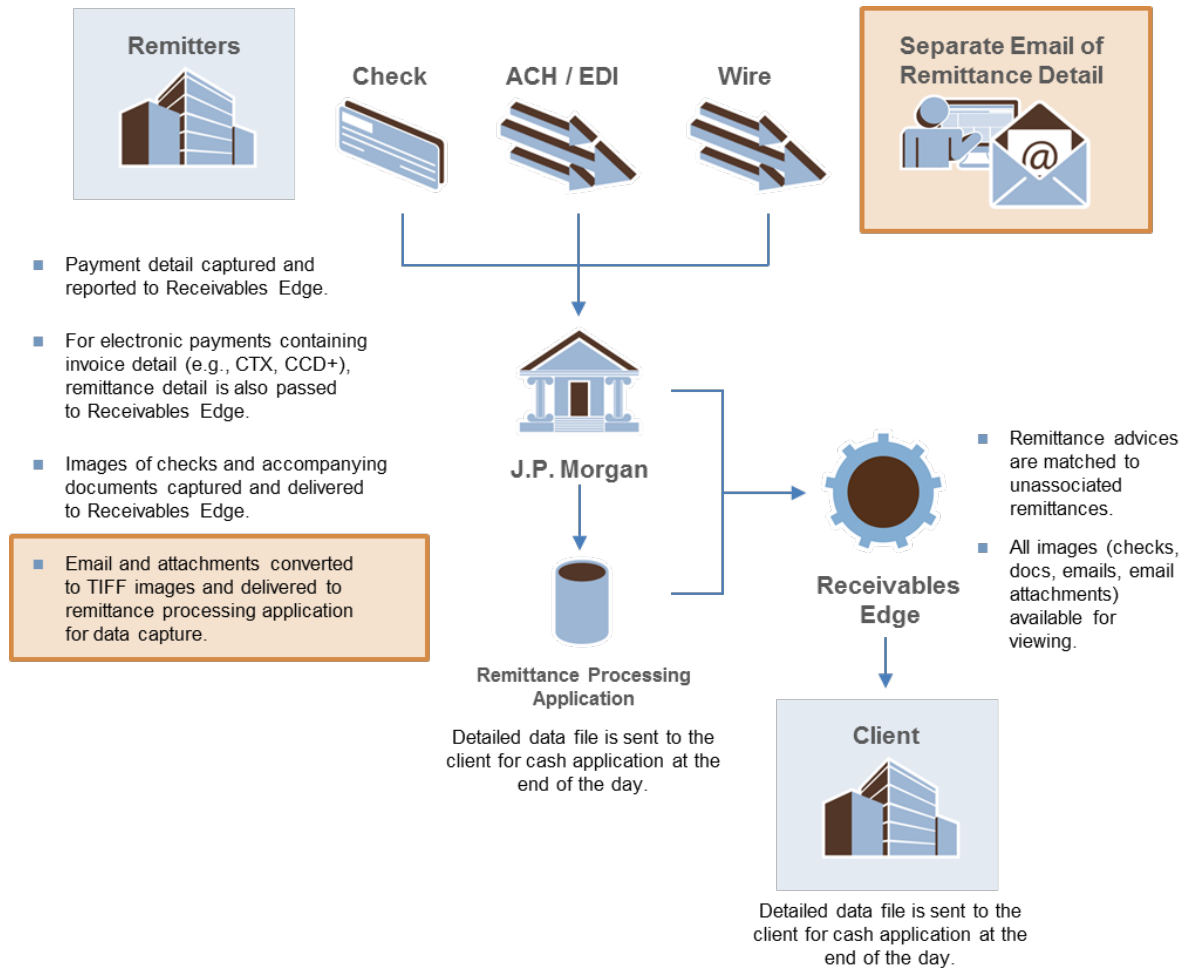 Remitters
Check
ACH / EDI
Wire
Separate Email of
Remittance Detail
@
■ Payment detail captured and
reported to Receivables Edge.
■ For electronic payments containing
invoice detail (e.g., CTX, CCD+),
remittance detail is also passed
to Receivables Edge.
■ Images of checks and accompanying
documents captured and delivered
to Receivables Edge.
■ Email and attachments converted
to TIFF images and delivered to
remittance processing application
for data capture.
J.P. Morgan
Remittance Processing
Application
Detailed data file is sent to the
client for cash application at the
end of the day.
Receivables
Edge
■ Remittance advices
are matched to
unassociated
remittances.
■ All images (checks,
docs, emails, email
attachments)
available for
viewing.
Client
Detailed data file is sent to the
client for cash application at the
end of the day.